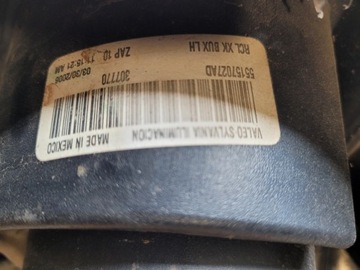 VALEO SYLVANIA ILUMINACION
MADE IN MEXICO
55157027AD
307770
RCL XK BUX LH
ZAP 10
15:21 AM
03/30/2006